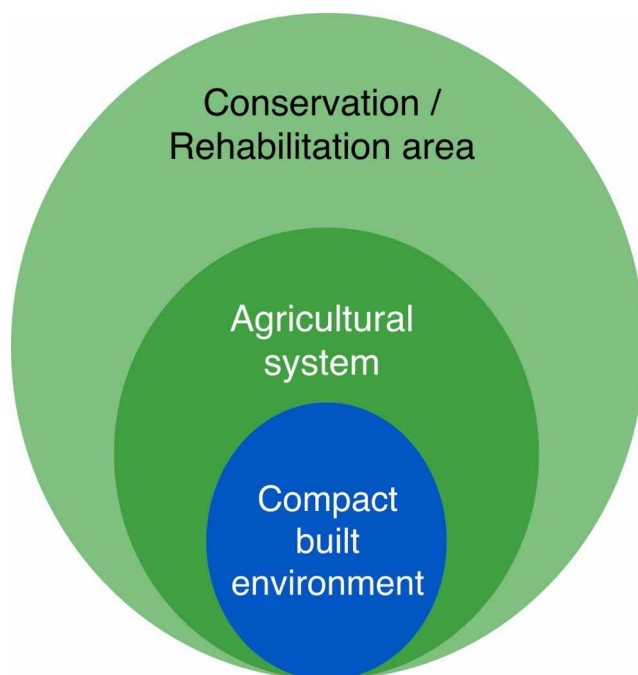 Conservation /
Rehabilitation area
Agricultural
system
Compact
built
environment